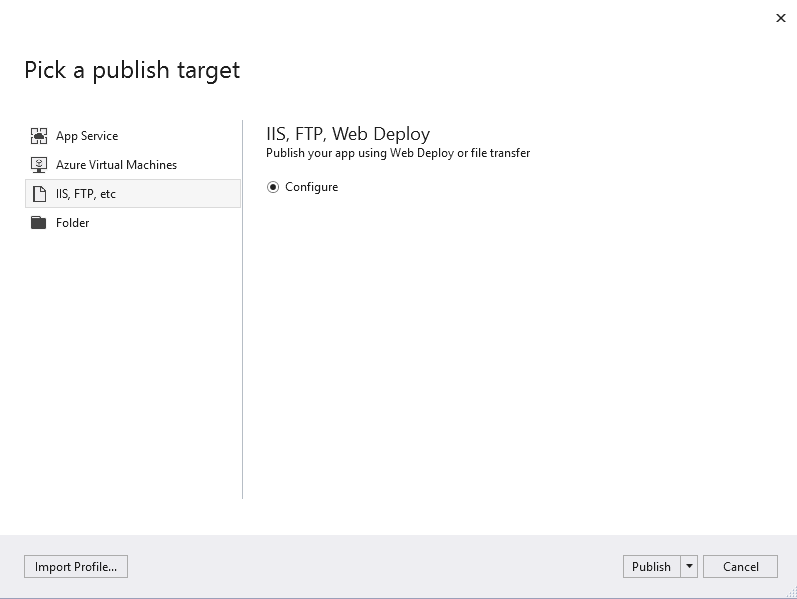 Pick a publish target
App Service
Azure Virtual Machines
IIS, FTP, etc
Folder
IIS, FTP, Web Deploy
Publish your app using Web Deploy or file transfer
Configure
Import Profile...
Publish
Cancel